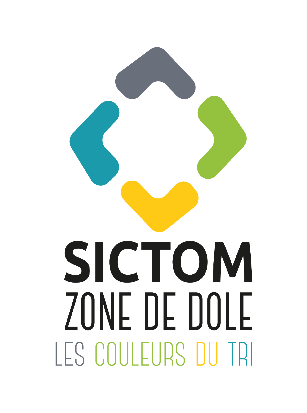 SICTOM
ZONE DE DOLE
LES COULEURS DU TRI